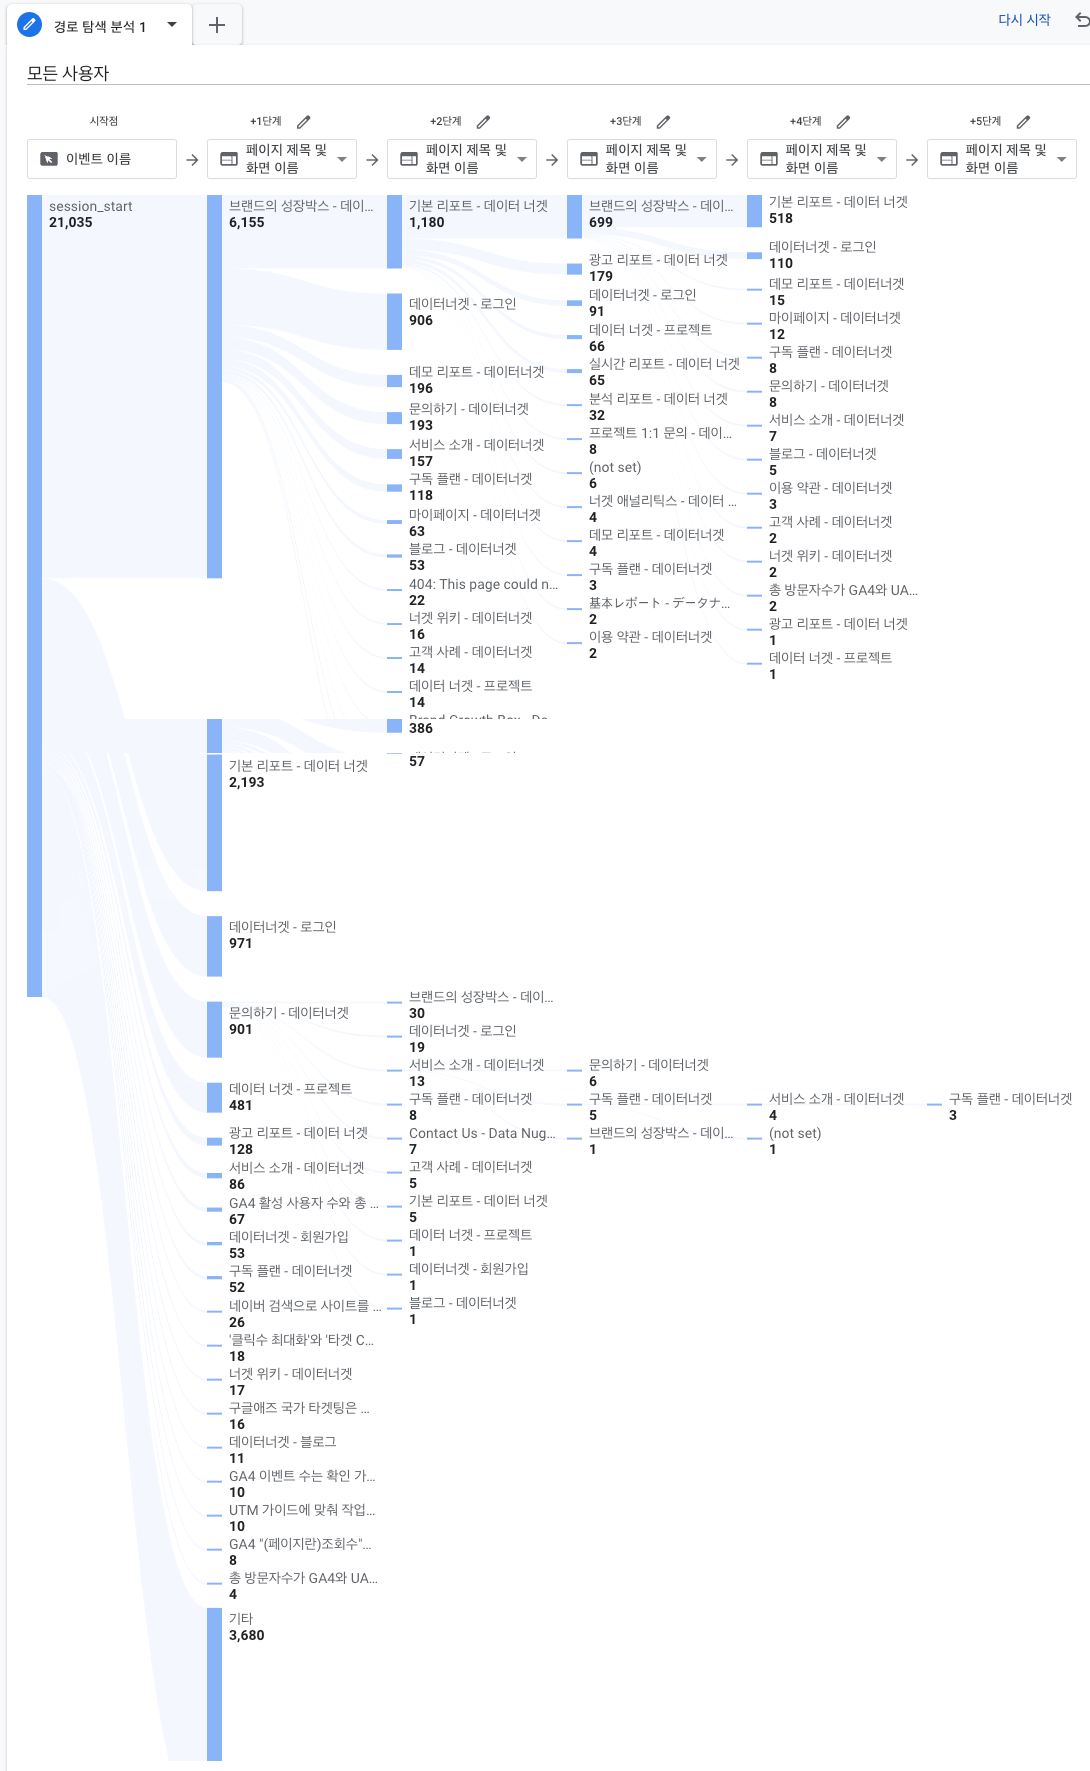 경로 탐색 분석 1
다시 시작
모든 사용자
시작점
+1단계
+2단계
+3단계
+4단계
+5단계
이벤트 이름
페이지 제목 및
화면 이름
페이지 제목 및
화면 이름
페이지 제목 및
화면 이름
페이지 제목 및
화면 이름
페이지 제목 및
화면 이름
session_start
21,035
브랜드의 성장박스 - 데이...
6,155
기본 리포트 - 데이터 너겟
2,193
데이터너겟 - 로그인
971
문의하기 - 데이터너겟
901
데이터 너겟 - 프로젝트
481
광고 리포트 - 데이터 너겟
128
서비스 소개 - 데이터너겟
86
GA4 활성 사용자 수와 총 ...
67
데이터너겟 - 회원가입
53
구독 플랜 - 데이터너겟
52
네이버 검색으로 사이트를 ...
26
'클릭수 최대화'와 '타겟 C...
18
너겟 위키 - 데이터너겟
17
구글애즈 국가 타겟팅은 ...
16
데이터너겟 - 블로그
11
GA4 이벤트 수는 확인 가...
10
UTM 가이드에 맞춰 작업...
10
GA4 "(페이지란)조회수"...
8
총 방문자수가 GA4와 UA...
4
기타
3,680
기본 리포트 - 데이터 너겟
1,180
데이터너겟 - 로그인
906
데모 리포트 - 데이터너겟
196
문의하기 - 데이터너겟
193
서비스 소개 - 데이터너겟
157
구독 플랜 - 데이터너겟
118
마이페이지 - 데이터너겟
63
블로그 - 데이터너겟
53
404: This page could n...
22
너겟 위키 - 데이터너겟
16
고객 사례 - 데이터너겟
14
데이터 너겟 - 프로젝트
14
386
57
브랜드의 성장박스 - 데이...
30
데이터너겟 - 로그인
19
서비스 소개 - 데이터너겟
13
구독 플랜 - 데이터너겟
8
Contact Us - Data Nug...
7
고객 사례 - 데이터너겟
5
기본 리포트 - 데이터 너겟
5
데이터 너겟 - 프로젝트
1
데이터너겟 - 회원가입
1
블로그 - 데이터너겟
1
브랜드의 성장박스 - 데이...
699
광고 리포트 - 데이터 너겟
179
데이터너겟 - 로그인
91
데이터 너겟 - 프로젝트
66
실시간 리포트 - 데이터 너겟
65
분석 리포트 - 데이터 너겟
32
프로젝트 1:1 문의 - 데이...
8
(not set)
6
너겟 애널리틱스 - 데이터 ...
4
데모 리포트 - 데이터너겟
4
구독 플랜 - 데이터너겟
3
基本レポート - データナ...
2
이용 약관 - 데이터너겟
2
문의하기 - 데이터너겟
6
구독 플랜 - 데이터너겟
5
브랜드의 성장박스 - 데이...
1
기본 리포트 - 데이터 너겟
518
데이터너겟 - 로그인
110
데모 리포트 - 데이터너겟
15
마이페이지 - 데이터너겟
12
구독 플랜 - 데이터너겟
8
문의하기 - 데이터너겟
8
서비스 소개 - 데이터너겟
7
블로그 - 데이터너겟
5
이용 약관 - 데이터너겟
3
고객 사례 - 데이터너겟
2
너겟 위키 - 데이터너겟
2
총 방문자수가 GA4와 UA...
2
광고 리포트 - 데이터 너겟
1
데이터 너겟 - 프로젝트
1
서비스 소개 - 데이터너겟
4
(not set)
1
구독 플랜 - 데이터너겟
3